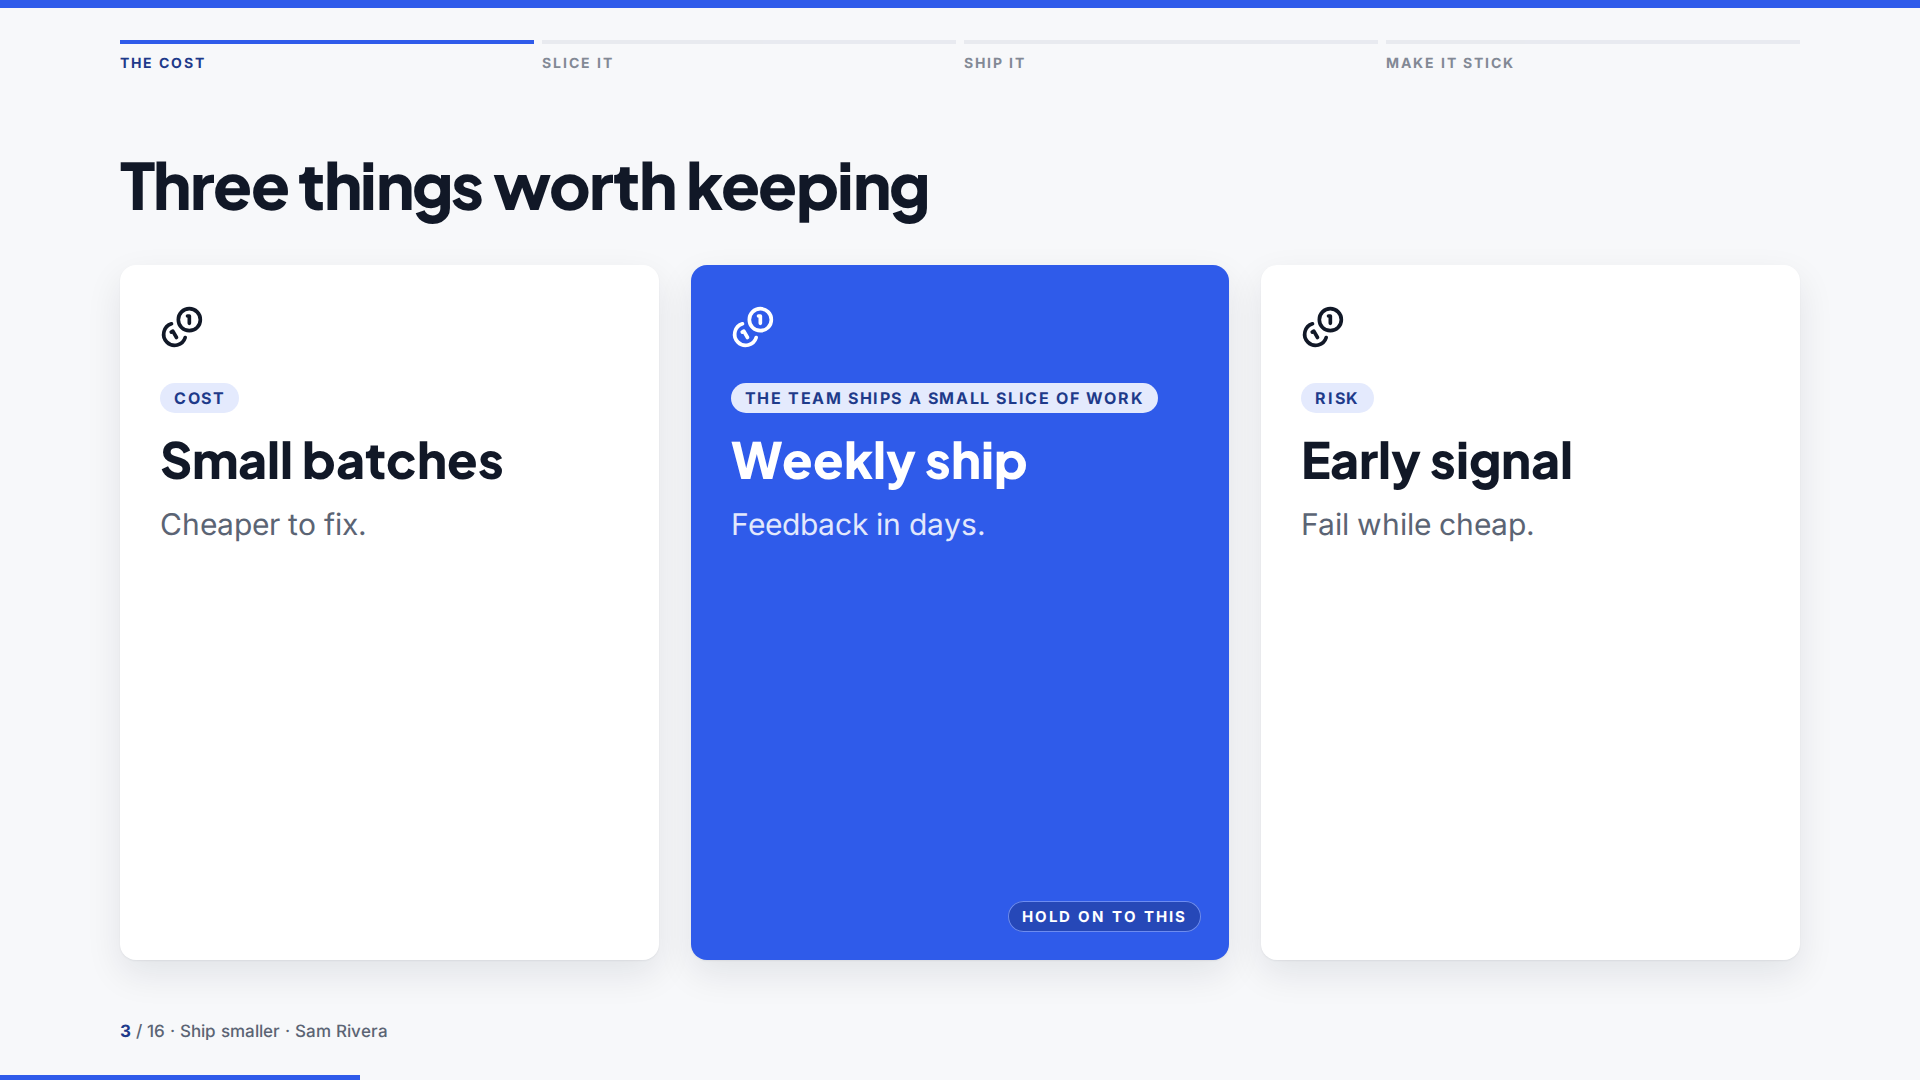 THE COST
SLICE IT
SHIP IT
MAKE IT STICK
Three things worth keeping
COST
Small batches
Cheaper to fix.
THE TEAM SHIPS A SMALL SLICE OF WORK
Weekly ship
Feedback in days.
HOLD ON TO THIS
RISK
Early signal
Fail while cheap.
3 / 16 · Ship smaller · Sam Rivera